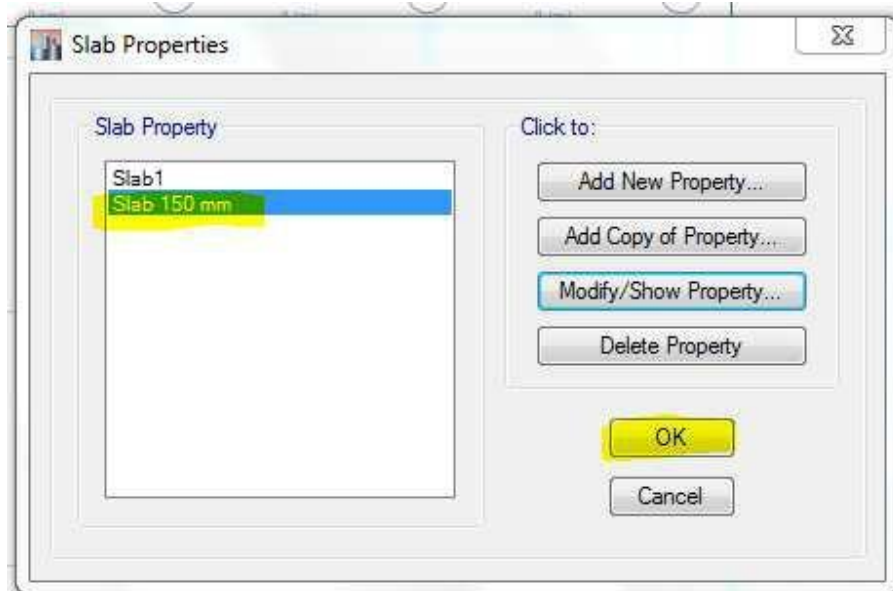 Slab Properties
Slab Property
Slab1
Slab 150 mm
Click to:
Add New Property...
Add Copy of Property...
Modify/Show Property...
Delete Property
OK
Cancel